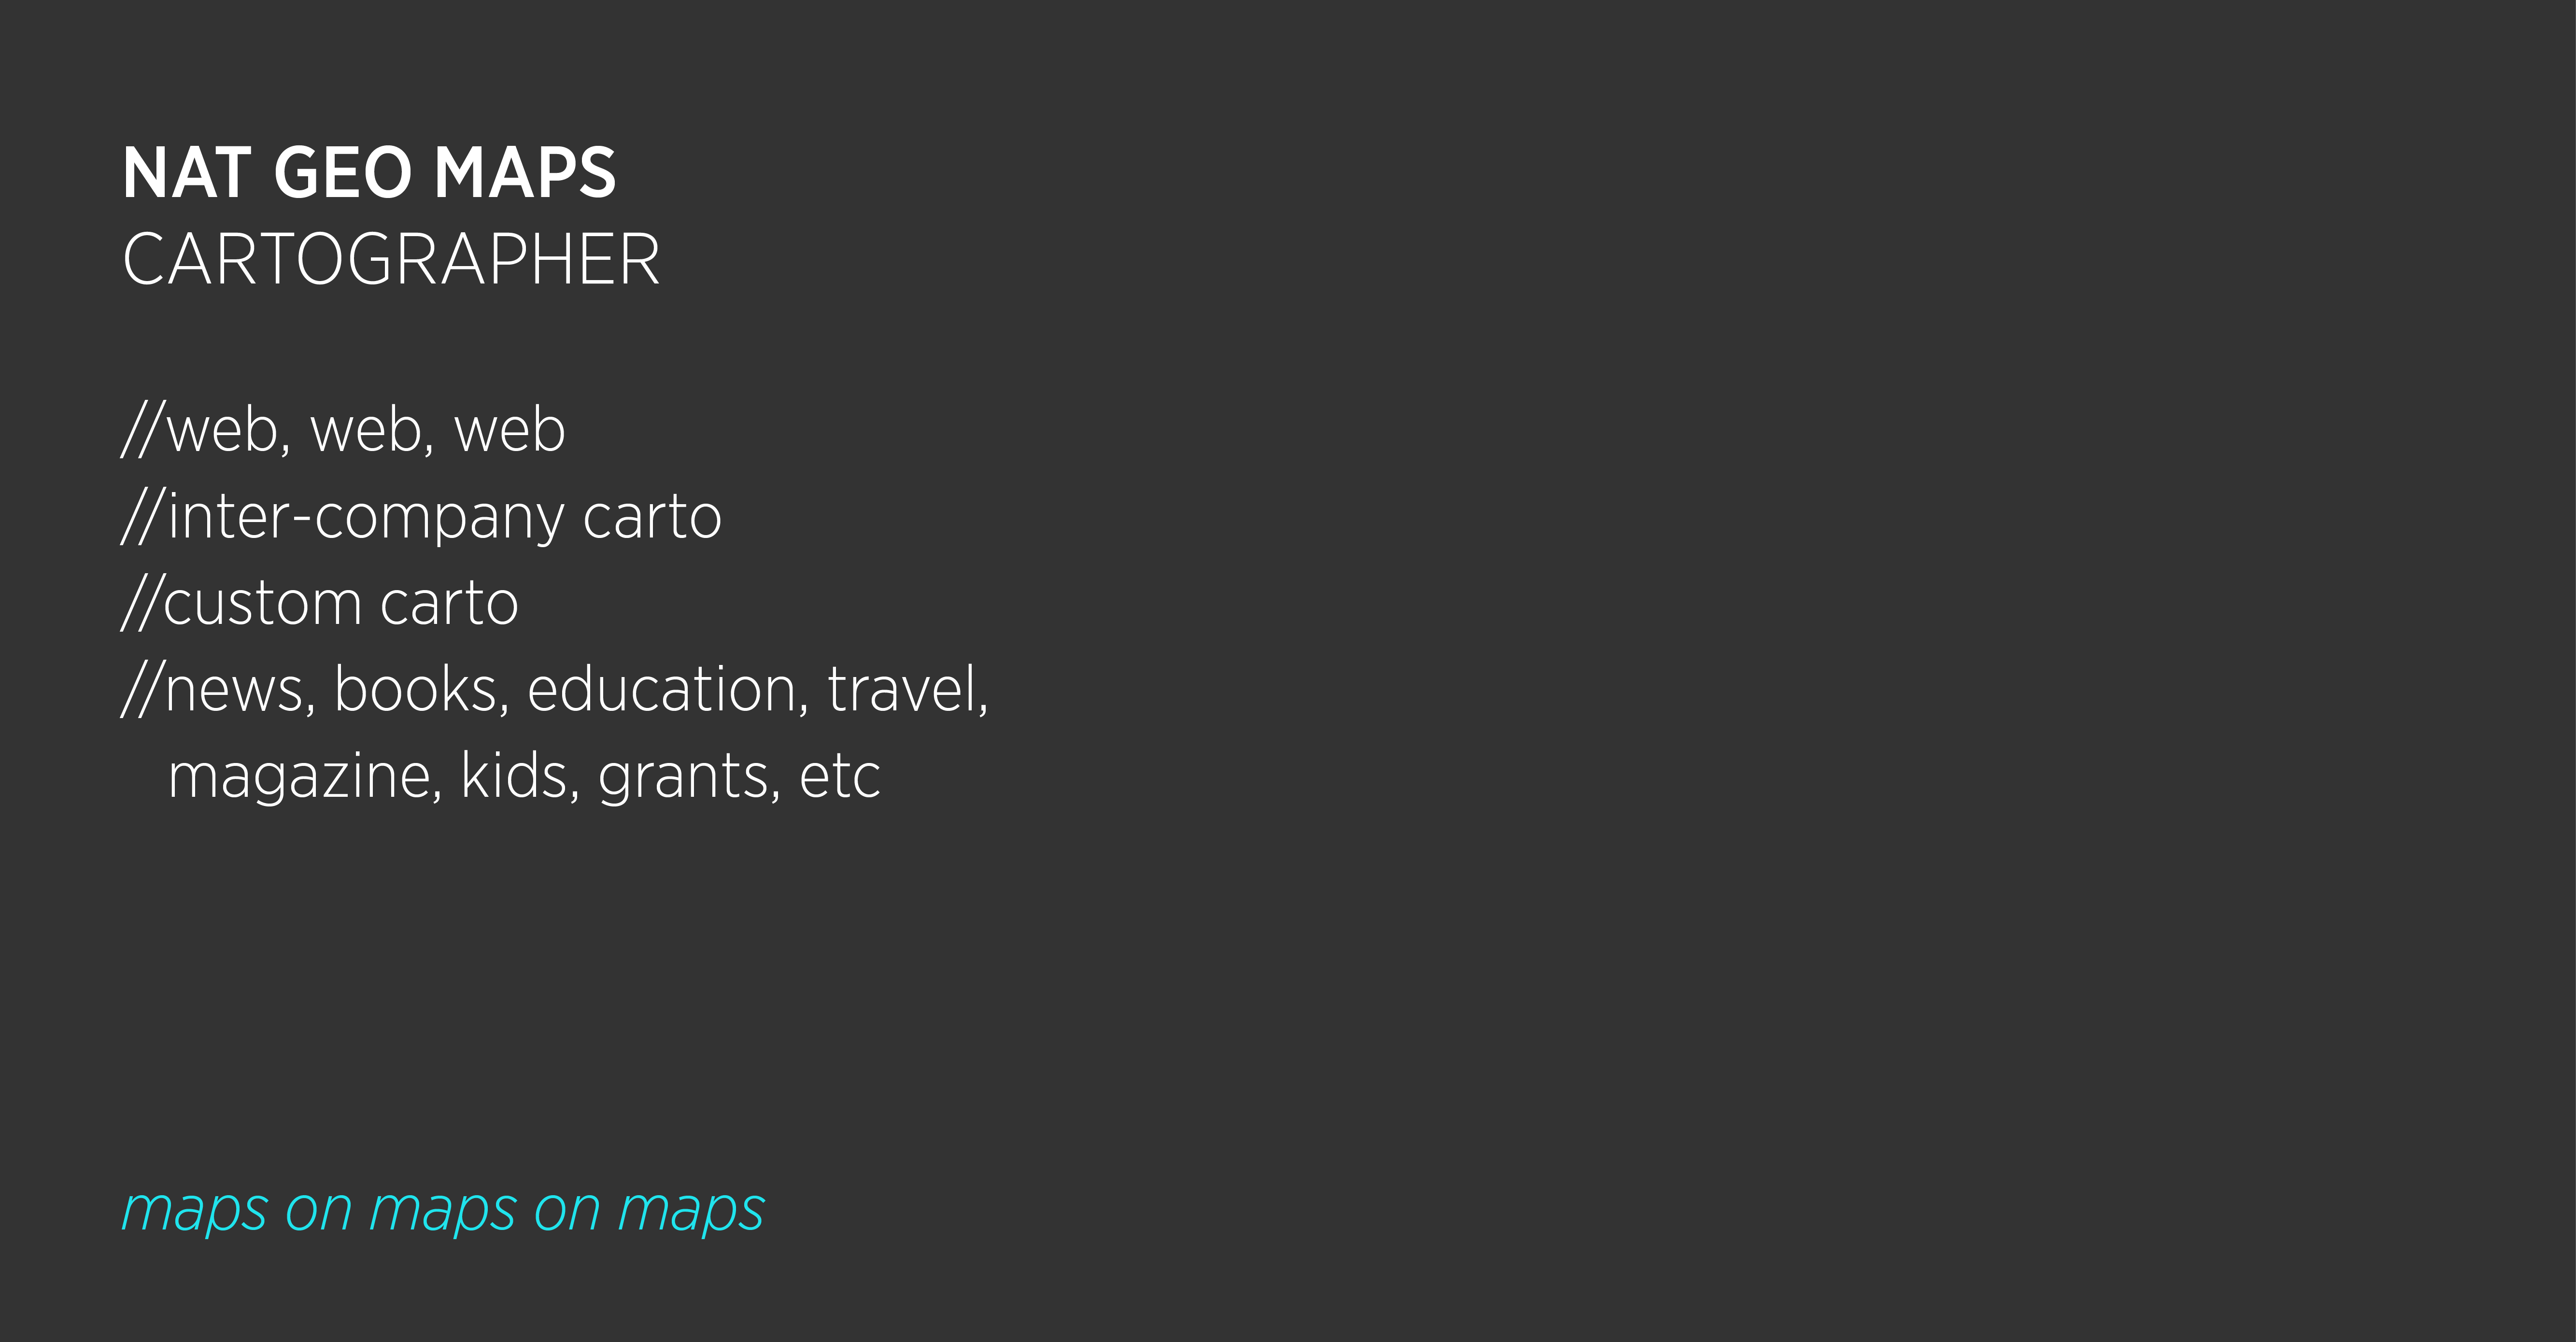 NAT GEO MAPS
CARTOGRAPHER
//web, web, web
//inter-company carto
//custom carto
//news, books, education, travel,
magazine, kids, grants, etc
maps on maps on maps